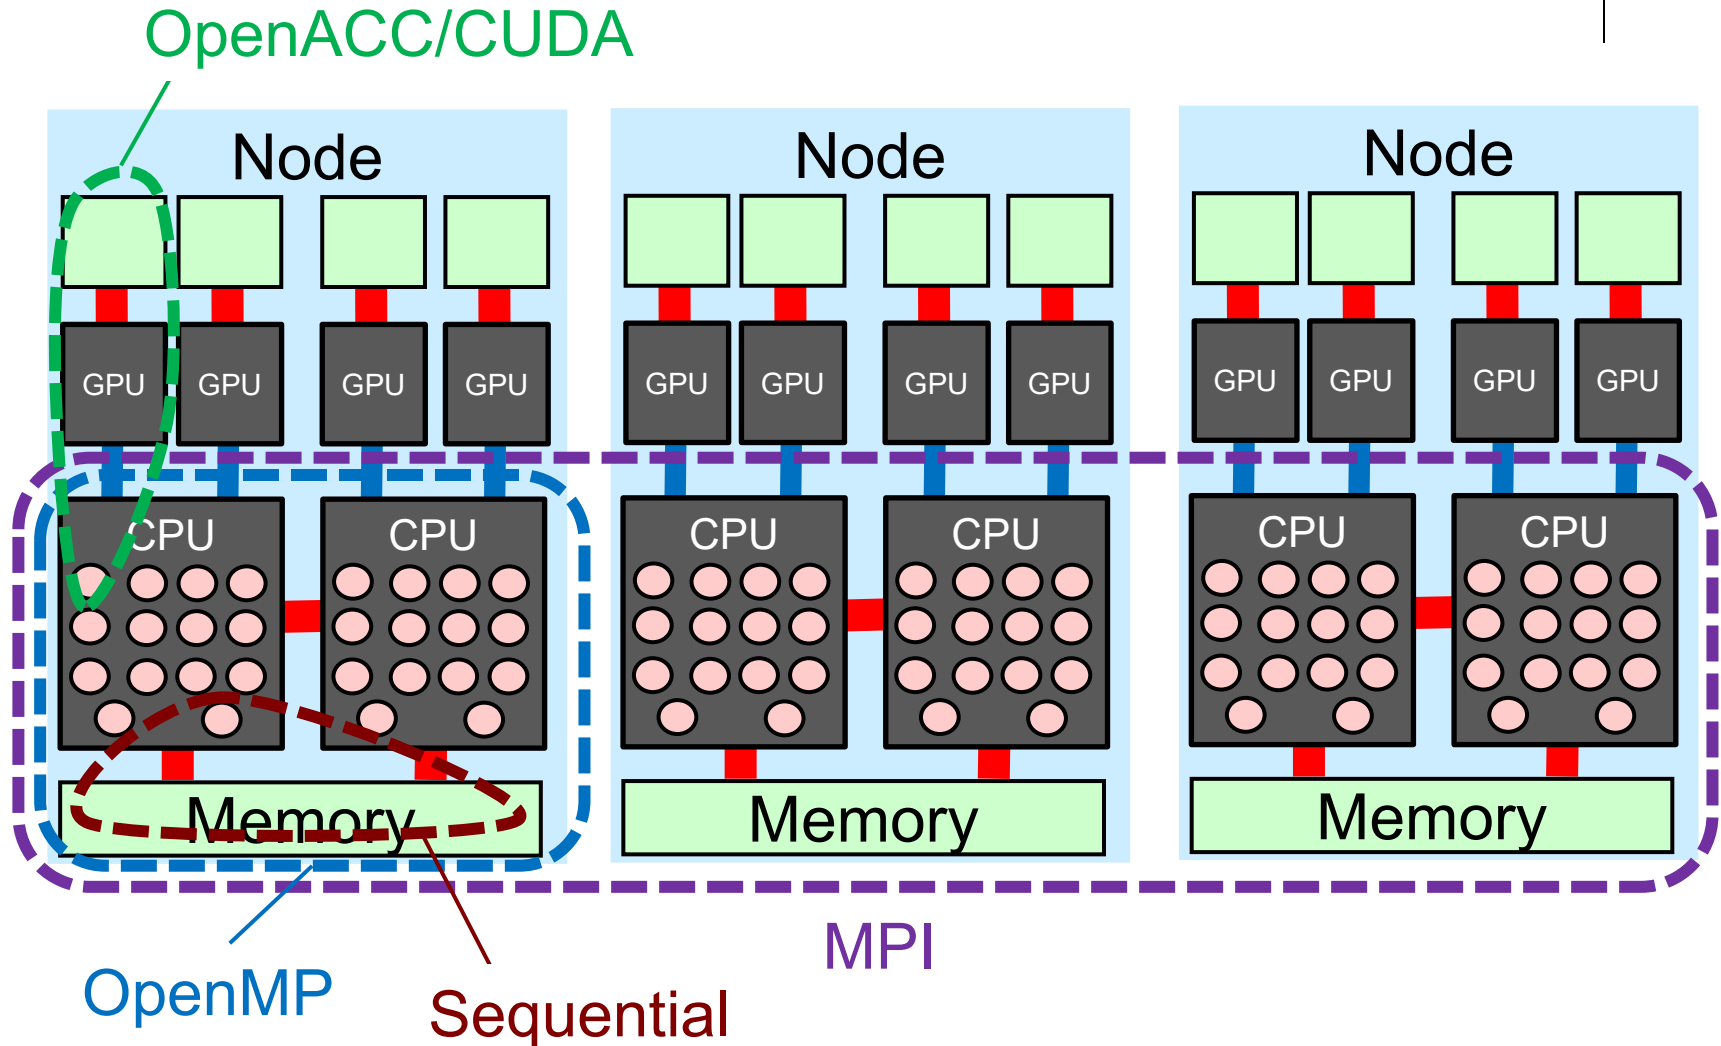 OpenACC/CUDA
Node
Node
Node
GPU GPU GPU GPU
GPU GPU GPU GPU
GPU GPU GPU GPU
CPU CPU
CPU CPU
CPU CPU
Memory
Memory
Memory
MPI
OpenMP
Sequential